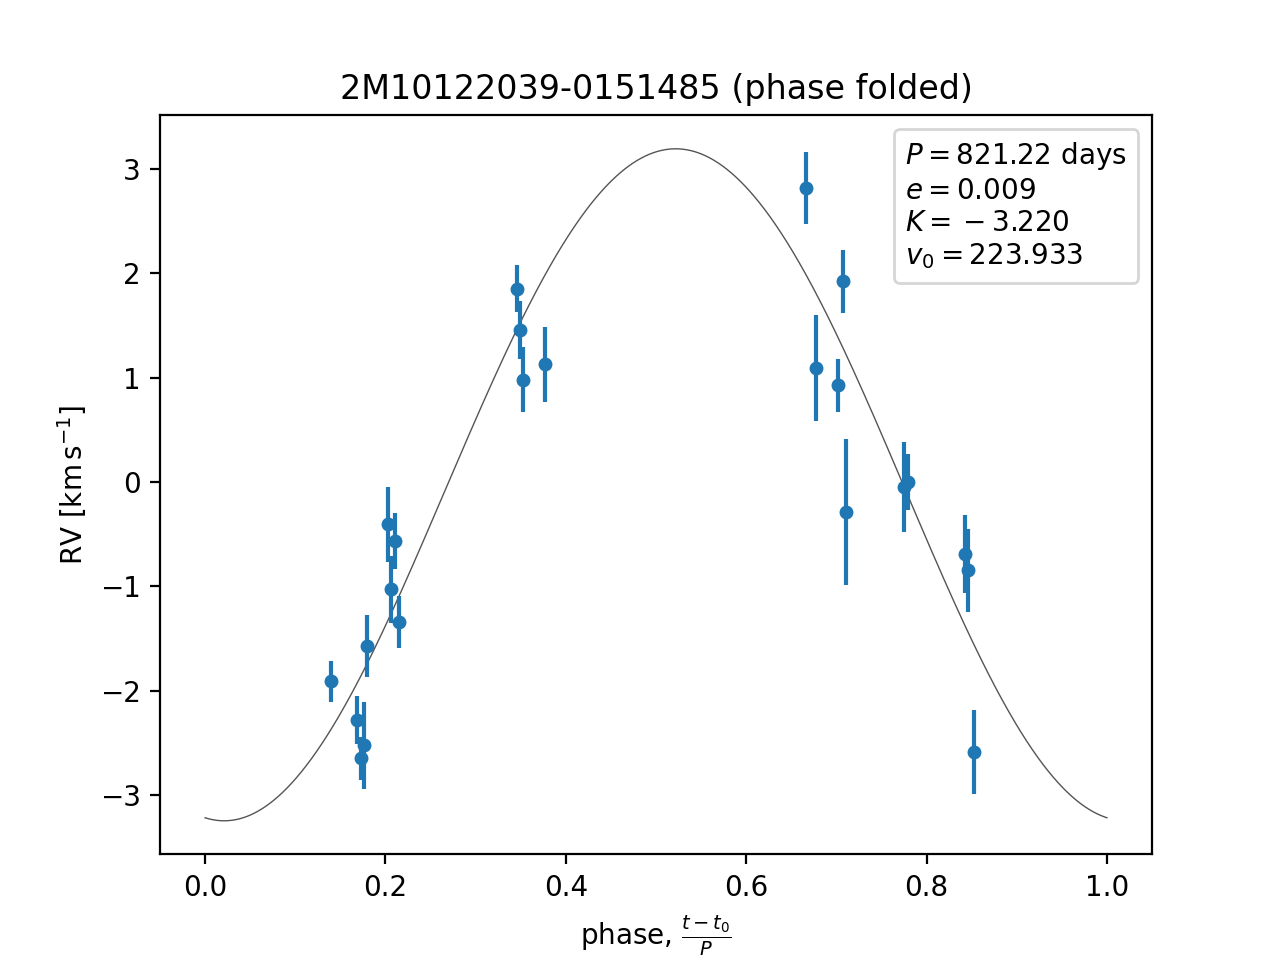 2M10122039-0151485 (phase folded)
P = 821.22 days
e = 0.009
K = −3.220
v₀ = 223.933
RV [km s⁻¹]
3
2
1
0
−1
−2
−3
0.0 0.2 0.4 0.6 0.8 1.0
phase, (t − t₀)/P